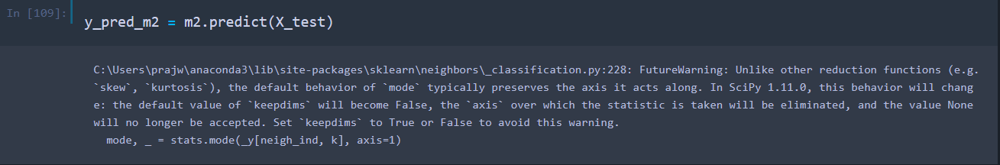 In [109]:
y_pred_m2 = m2.predict(X_test)
C:\Users\prajw\anaconda3\lib\site-packages\sklearn\neighbors\_classification.py:228: FutureWarning: Unlike other reduction functions (e.g.
`skew`, `kurtosis`), the default behavior of `mode` typically preserves the axis it acts along. In SciPy 1.11.0, this behavior will chang
e: the default value of `keepdims` will become False, the `axis` over which the statistic is taken will be eliminated, and the value None
will no longer be accepted. Set `keepdims` to True or False to avoid this warning.
  mode, _ = stats.mode(_y[neigh_ind, k], axis=1)